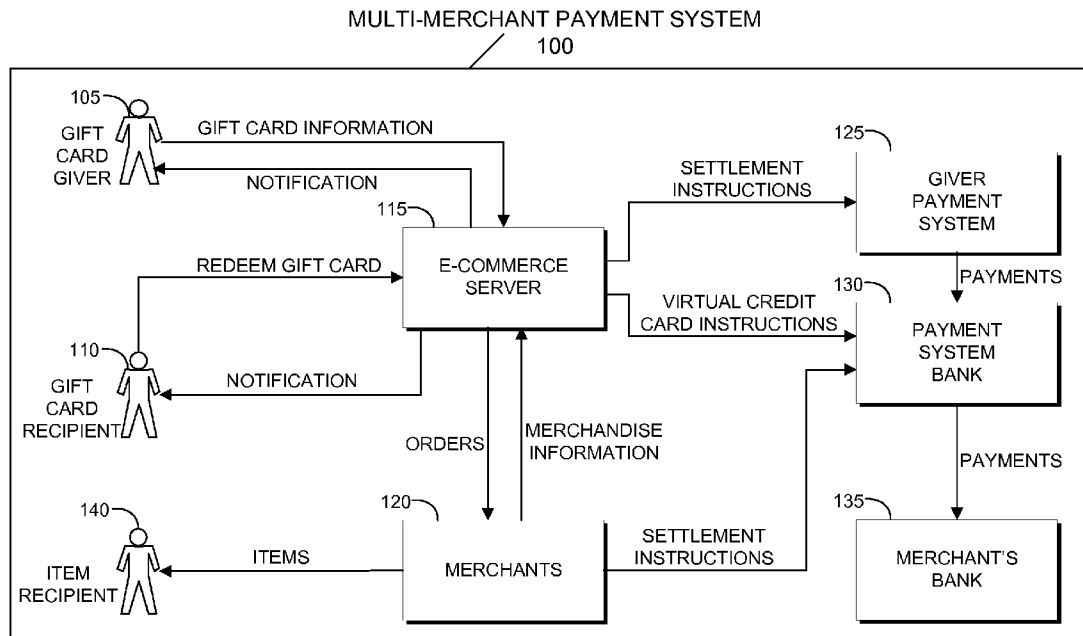 MULTI-MERCHANT PAYMENT SYSTEM
100
105
GIFT
CARD
GIVER
GIFT CARD INFORMATION
NOTIFICATION
115
E-COMMERCE
SERVER
SETTLEMENT
INSTRUCTIONS
125
GIVER
PAYMENT
SYSTEM
PAYMENTS
REDEEM GIFT CARD
VIRTUAL CREDIT
CARD INSTRUCTIONS
130
PAYMENT
SYSTEM
BANK
110
GIFT
CARD
RECIPIENT
NOTIFICATION
ORDERS
MERCHANDISE
INFORMATION
PAYMENTS
140
ITEM
RECIPIENT
ITEMS
120
MERCHANTS
SETTLEMENT
INSTRUCTIONS
135
MERCHANT'S
BANK